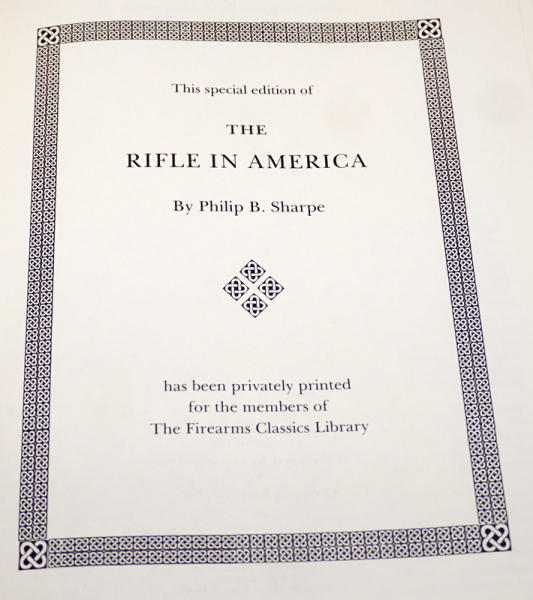 This special edition of
THE
RIFLE IN AMERICA
By Philip B. Sharpe
has been privately printed
for the members of
The Firearms Classics Library